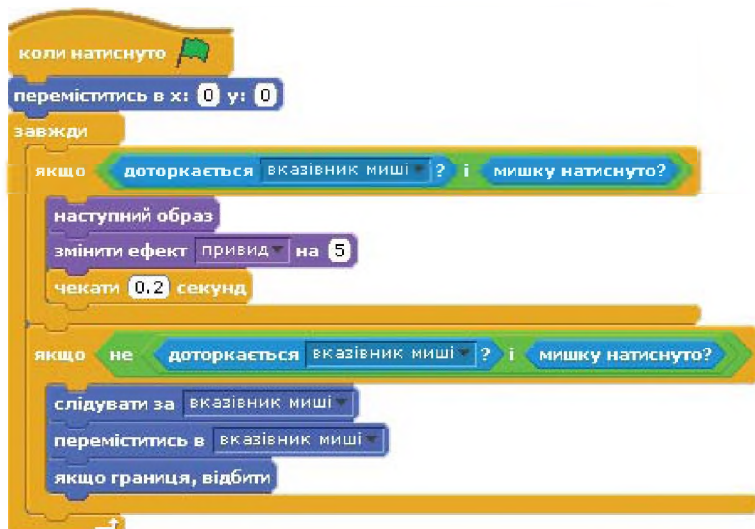 коли натиснуто
переміститись в x: 0 y: 0
завжди
якщо доторкається вказівник миші ? і мишку натиснуто?
наступний образ
змінити ефект привид на 5
чекати 0.2 секунд
якщо не доторкається вказівник миші ? і мишку натиснуто?
слідувати за вказівник миші
переміститись в вказівник миші
якщо границя, відбити